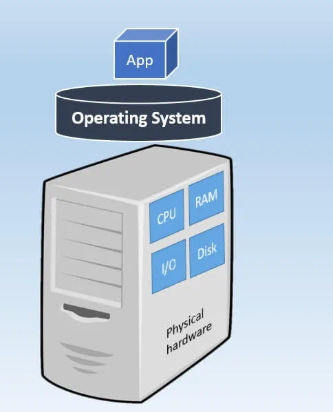 App
Operating System
CPU
RAM
I/O
Disk
Physical
hardware